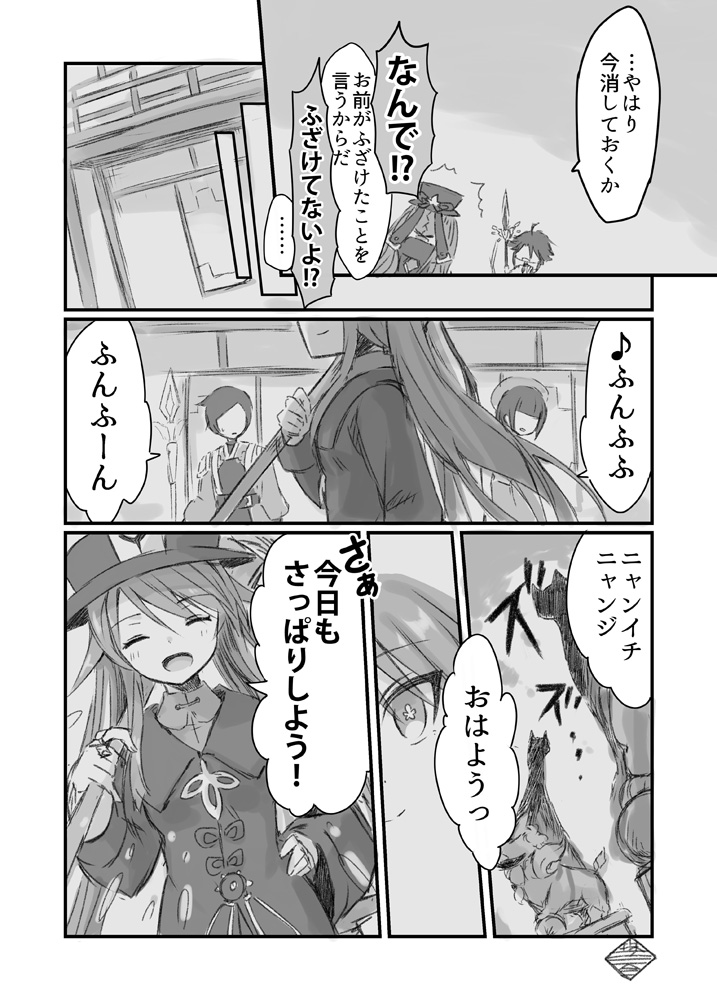 …やはり
今消しておくか
なんで!?
お前がふざけたことを
言うからだ
ふざけてないよ!?
……
♪ふんふふ
ふんふーん
ニャンイチ
ニャンジ
ズ
ズ…
おはようっ
さぁ
今日も
さっぱりしよう!